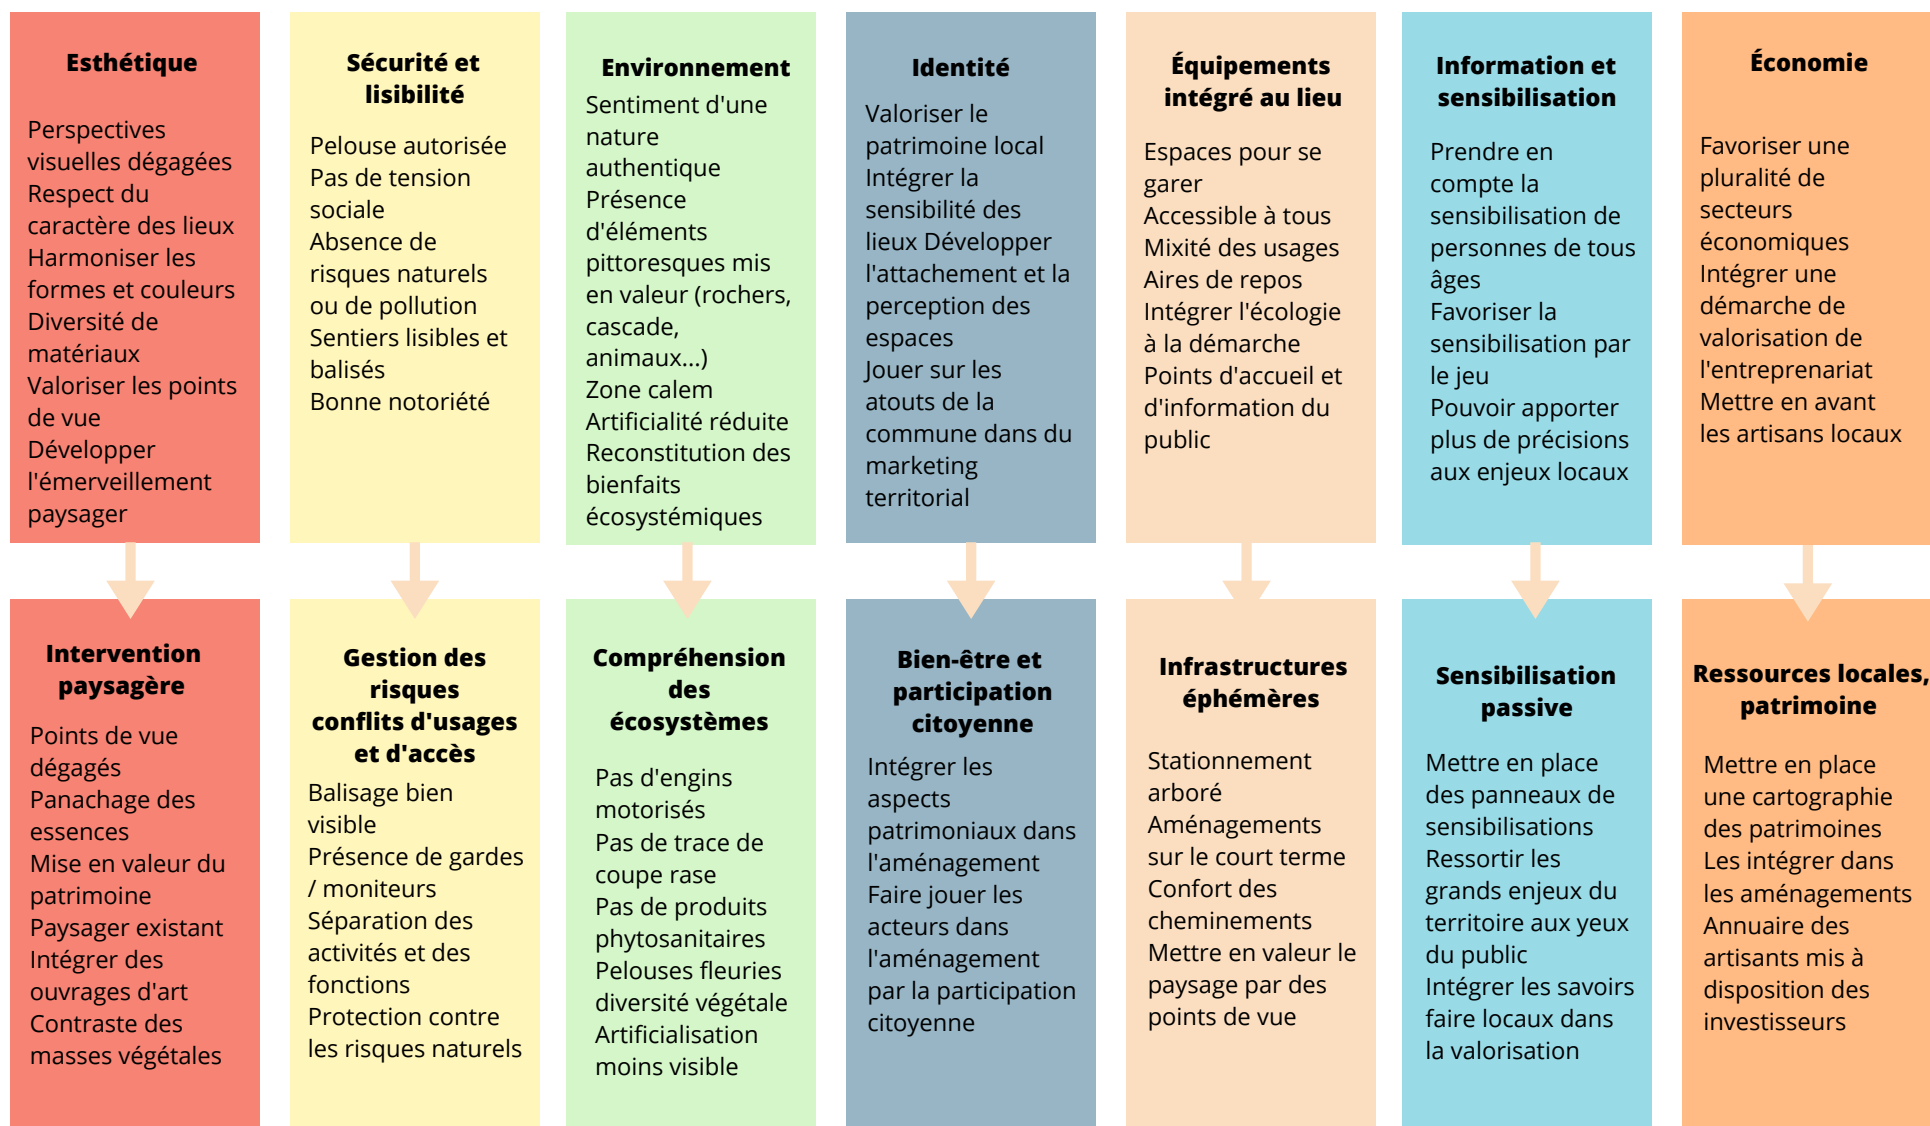 Esthétique
Perspectives
visuelles dégagées
Respect du
caractère des lieux
Harmoniser les
formes et couleurs
Diversité de
matériaux
Valoriser les points
de vue
Développer
l'émerveillement
paysager
Sécurité et
lisibilité
Pelouse autorisée
Pas de tension
sociale
Absence de
risques naturels
ou de pollution
Sentiers lisibles et
balisés
Bonne notoriété
Environnement
Sentiment d'une
nature
authentique
Présence
d'éléments
pittoresques mis
en valeur (rochers,
cascade,
animaux...)
Zone calem
Artificialité réduite
Reconstitution des
bienfaits
écosystémiques
Identité
Valoriser le
patrimoine local
Intégrer la
sensibilité des
lieux Développer
l'attachement et la
perception des
espaces
Jouer sur les
atouts de la
commune dans du
marketing
territorial
Équipements
intégré au lieu
Espaces pour se
garer
Accessible à tous
Mixité des usages
Aires de repos
Intégrer l'écologie
à la démarche
Points d'accueil et
d'information du
public
Information et
sensibilisation
Prendre en
compte la
sensibilisation de
personnes de tous
âges
Favoriser la
sensibilisation par
le jeu
Pouvoir apporter
plus de précisions
aux enjeux locaux
Économie
Favoriser une
pluralité de
secteurs
économiques
Intégrer une
démarche de
valorisation de
l'entreprenariat
Mettre en avant
les artisans locaux
Intervention
paysagère
Points de vue
dégagés
Panachage des
essences
Mise en valeur du
patrimoine
Paysager existant
Intégrer des
ouvrages d'art
Contraste des
masses végétales
Gestion des
risques
conflits d'usages
et d'accès
Balisage bien
visible
Présence de gardes
/ moniteurs
Séparation des
activités et des
fonctions
Protection contre
les risques naturels
Compréhension
des
écosystèmes
Pas d'engins
motorisés
Pas de trace de
coupe rase
Pas de produits
phytosanitaires
Pelouses fleuries
diversité végétale
Artificialisation
moins visible
Bien-être et
participation
citoyenne
Intégrer les
aspects
patrimoniaux dans
l'aménagement
Faire jouer les
acteurs dans
l'aménagement
par la participation
citoyenne
Infrastructures
éphémères
Stationnement
arboré
Aménagements
sur le court terme
Confort des
cheminements
Mettre en valeur le
paysage par des
points de vue
Sensibilisation
passive
Mettre en place
des panneaux de
sensibilisations
Ressortir les
grands enjeux du
territoire aux yeux
du public
Intégrer les savoirs
faire locaux dans
la valorisation
Ressources locales,
patrimoine
Mettre en place
une cartographie
des patrimoines
Les intégrer dans
les aménagements
Annuaire des
artisants mis à
disposition des
investisseurs